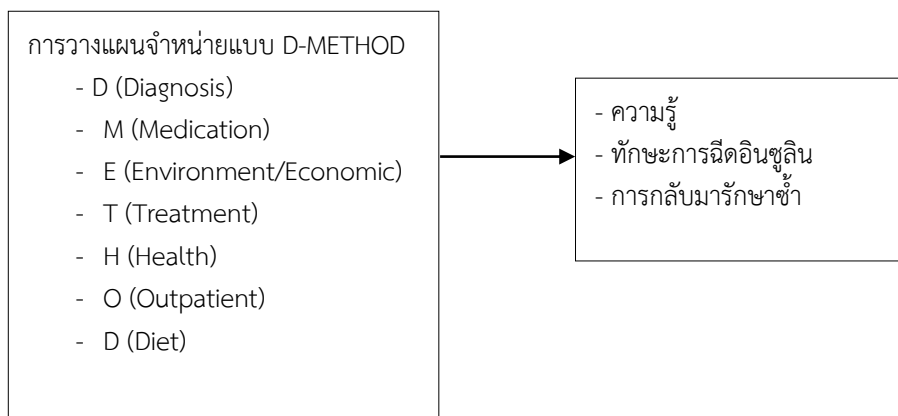 การวางแผนจำหน่ายแบบ D-METHOD
- D (Diagnosis)
- M (Medication)
- E (Environment/Economic)
- T (Treatment)
- H (Health)
- O (Outpatient)
- D (Diet)
- ความรู้
- ทักษะการฉีดอินซูลิน
- การกลับมารักษาซ้ำ